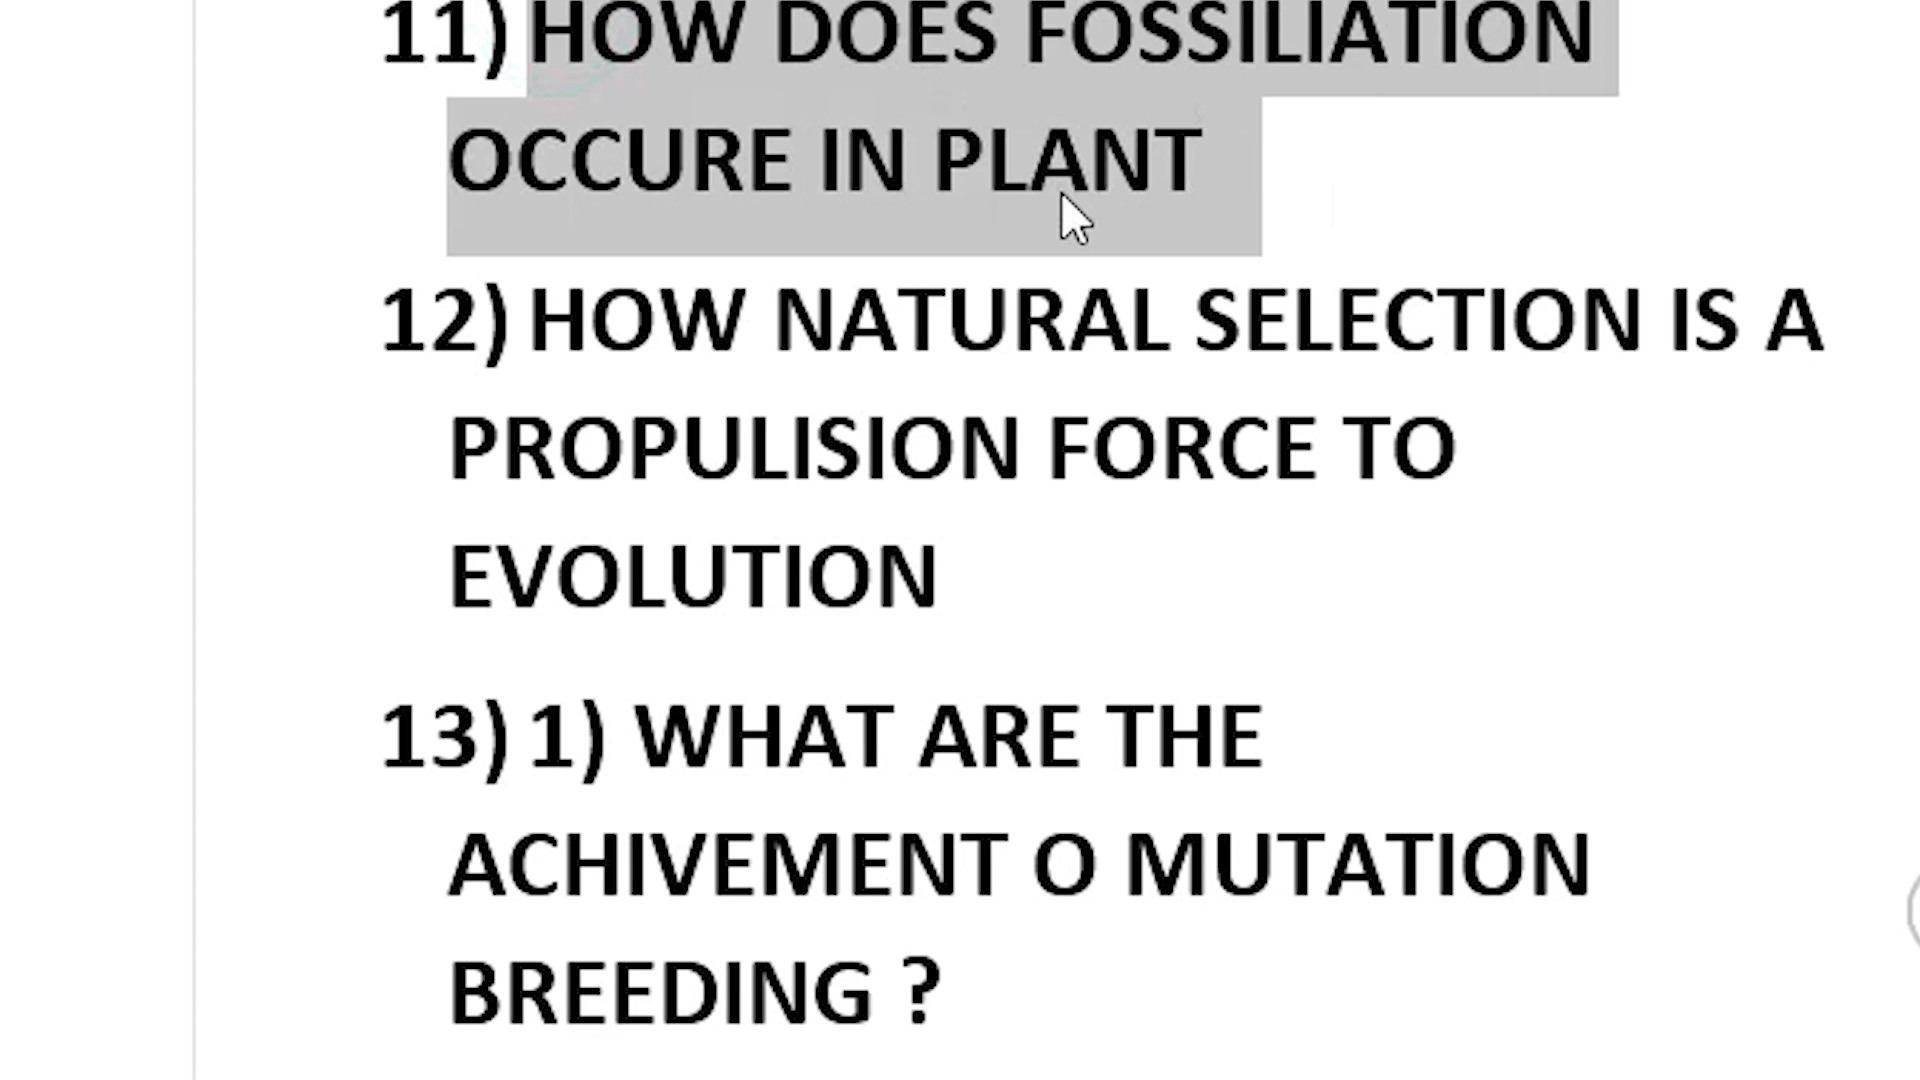 11) HOW DOES FOSSILIATION
OCCURE IN PLANT
12) HOW NATURAL SELECTION IS A
PROPULISION FORCE TO
EVOLUTION
13) 1) WHAT ARE THE
ACHIVEMENT O MUTATION
BREEDING ?